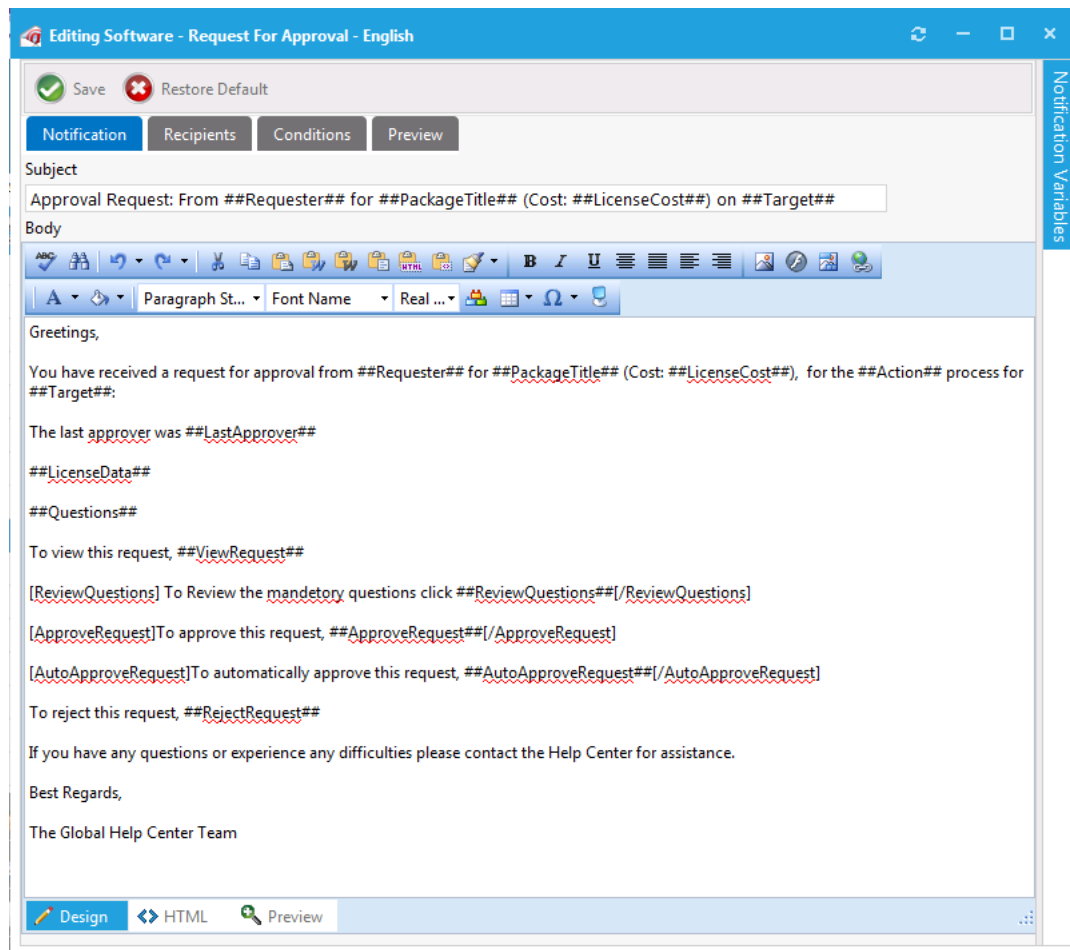 Editing Software - Request For Approval - English
Save Restore Default
Notification Recipients Conditions Preview
Subject
Approval Request: From ##Requester## for ##PackageTitle## (Cost: ##LicenseCost##) on ##Target##
Body
ABC
HTML
B I U
A Paragraph St... Font Name Real ... Ω
Greetings,
You have received a request for approval from ##Requester## for ##PackageTitle## (Cost: ##LicenseCost##),  for the ##Action## process for
##Target##:
The last approver was ##LastApprover##
##LicenseData##
##Questions##
To view this request, ##ViewRequest##
[ReviewQuestions] To Review the mandetory questions click ##ReviewQuestions##[/ReviewQuestions]
[ApproveRequest]To approve this request, ##ApproveRequest##[/ApproveRequest]
[AutoApproveRequest]To automatically approve this request, ##AutoApproveRequest##[/AutoApproveRequest]
To reject this request, ##RejectRequest##
If you have any questions or experience any difficulties please contact the Help Center for assistance.
Best Regards,
The Global Help Center Team
Design HTML Preview
Notification Variables